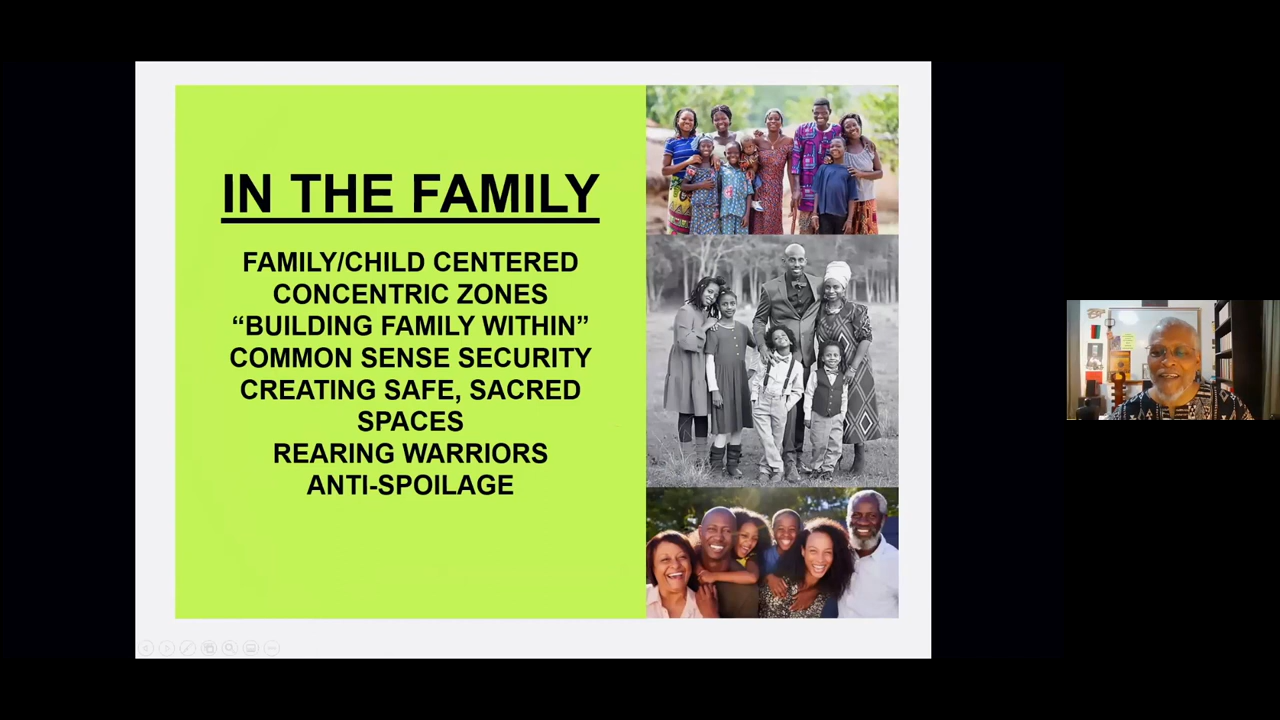 IN THE FAMILY
FAMILY/CHILD CENTERED
CONCENTRIC ZONES
“BUILDING FAMILY WITHIN”
COMMON SENSE SECURITY
CREATING SAFE, SACRED
SPACES
REARING WARRIORS
ANTI-SPOILAGE